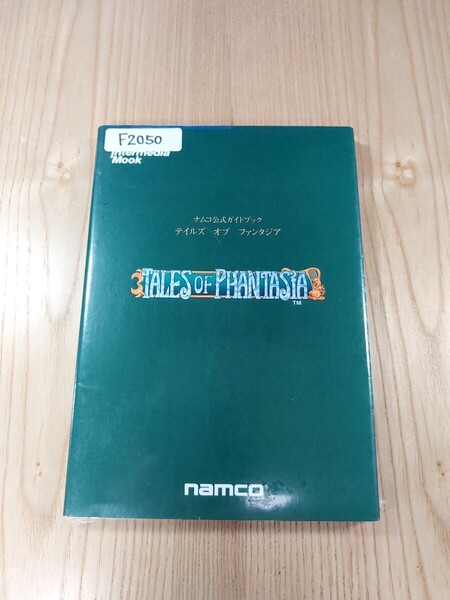 F2050
Intermedia
Mook
ナムコ公式ガイドブック
テイルズ オブ ファンタジア
TALES OF PHANTASIA
TM
namco